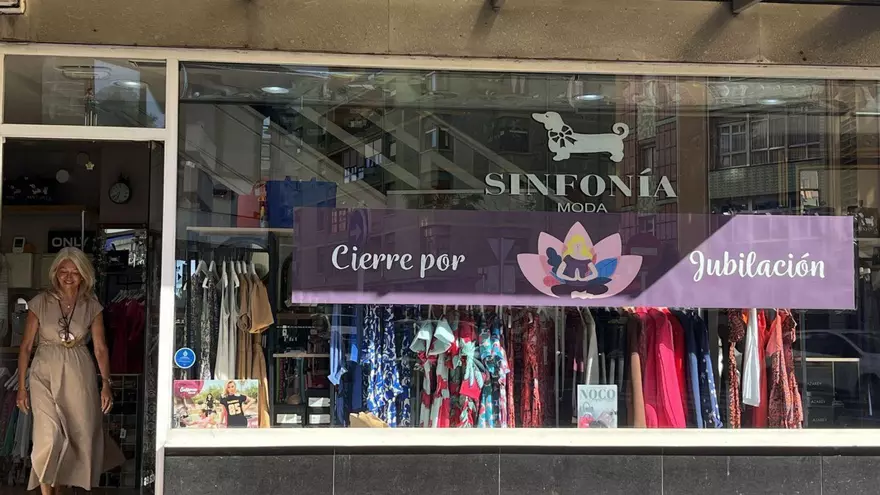 SINFONÍA
MODA
Cierre por
Jubilación
ONLY
NOCO